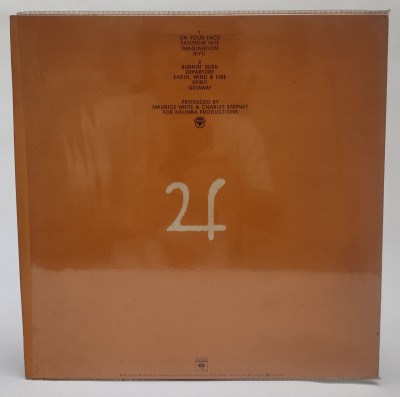 1
ON YOUR FACE
SATURDAY NITE
IMAGINATION
BIYO
2
BURNIN' BUSH
DEPARTURE
EARTH, WIND & FIRE
SPIRIT
GETAWAY
PRODUCED BY
MAURICE WHITE & CHARLES STEPNEY
FOR KALIMBA PRODUCTIONS